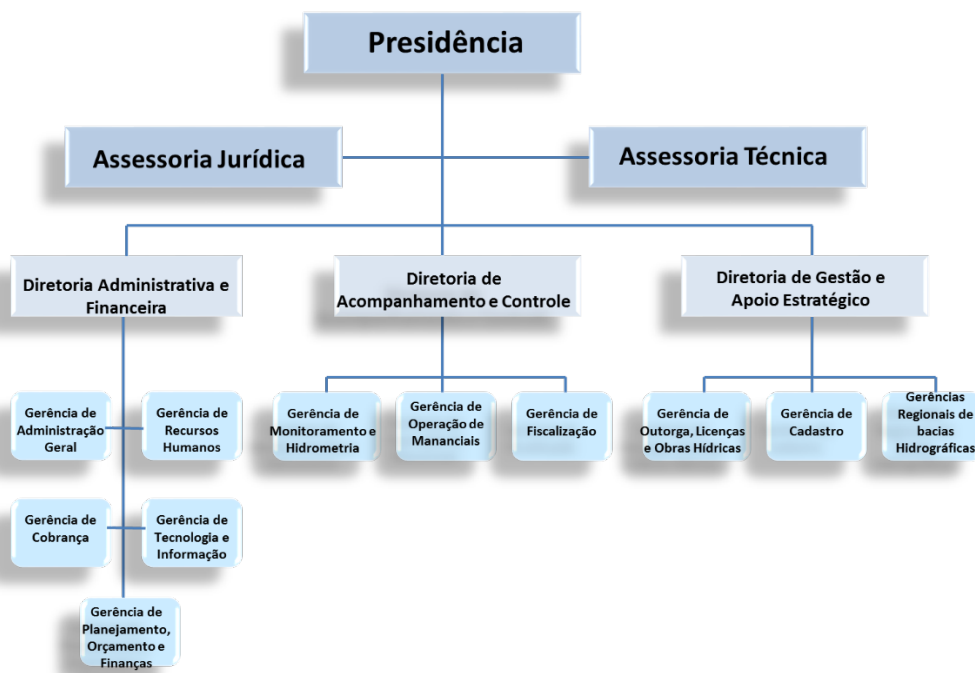 Presidência
Assessoria Jurídica
Assessoria Técnica
Diretoria Administrativa e
Financeira
Diretoria de
Acompanhamento e Controle
Diretoria de Gestão e
Apoio Estratégico
Gerência de
Administração
Geral
Gerência de
Recursos
Humanos
Gerência de
Cobrança
Gerência de
Tecnologia e
Informação
Gerência de
Planejamento,
Orçamento e
Finanças
Gerência de
Monitoramento e
Hidrometria
Gerência de
Operação de
Mananciais
Gerência de
Fiscalização
Gerência de
Outorga, Licenças
e Obras Hídricas
Gerência de
Cadastro
Gerências
Regionais de
bacias
Hidrográficas